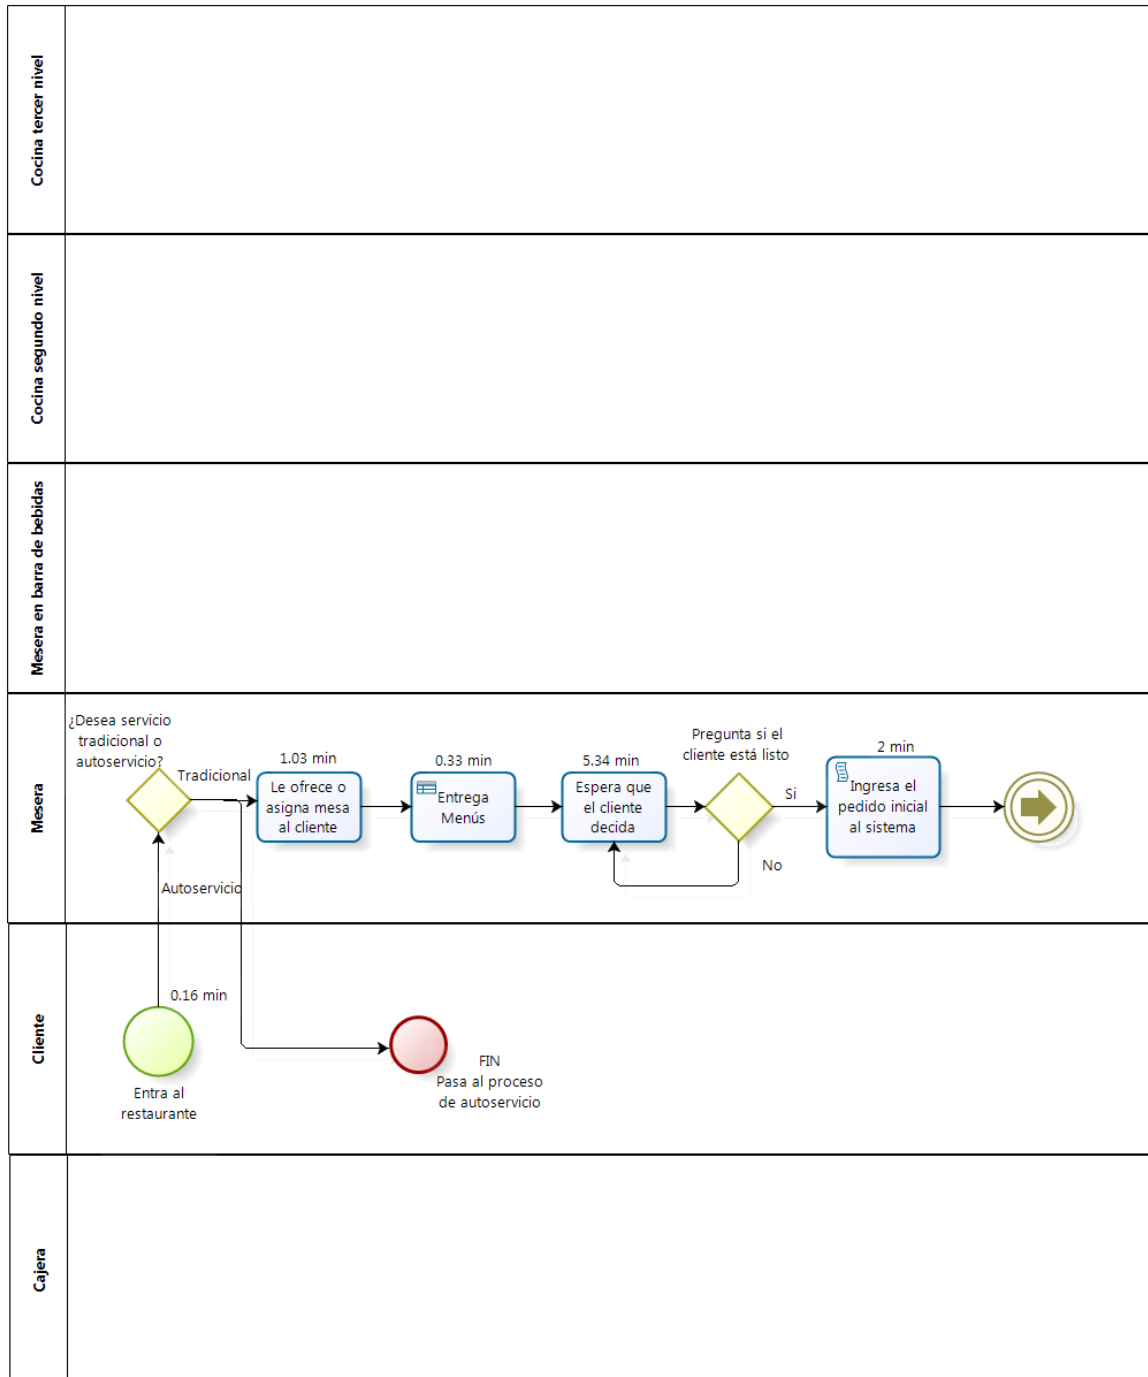 Cocina tercer nivel
Cocina segundo nivel
Mesera en barra de bebidas
Mesera
¿Desea servicio
tradicional o
autoservicio?
Tradicional
Autoservicio
1.03 min
Le ofrece o
asigna mesa
al cliente
0.33 min
Entrega
Menús
5.34 min
Espera que
el cliente
decida
Pregunta si el
cliente está listo
Si
No
2 min
Ingresa el
pedido inicial
al sistema
Cliente
0.16 min
Entra al
restaurante
FIN
Pasa al proceso
de autoservicio
Cajera